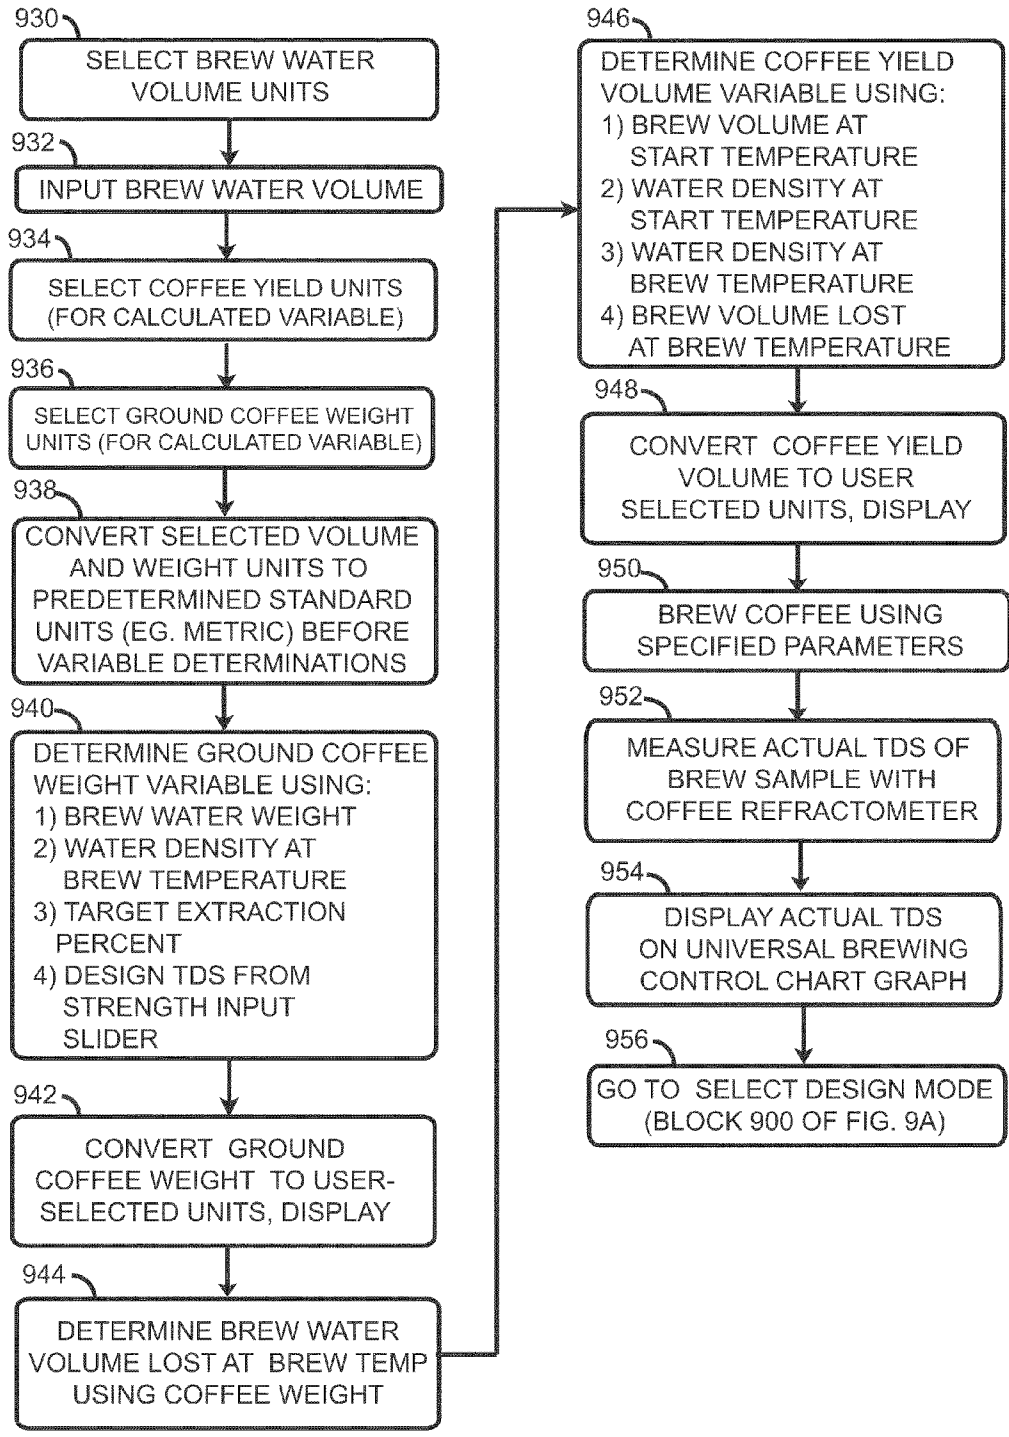 930
SELECT BREW WATER
VOLUME UNITS
932
INPUT BREW WATER VOLUME
934
SELECT COFFEE YIELD UNITS
(FOR CALCULATED VARIABLE)
936
SELECT GROUND COFFEE WEIGHT
UNITS (FOR CALCULATED VARIABLE)
938
CONVERT SELECTED VOLUME
AND WEIGHT UNITS TO
PREDETERMINED STANDARD
UNITS (EG. METRIC) BEFORE
VARIABLE DETERMINATIONS
940
DETERMINE GROUND COFFEE
WEIGHT VARIABLE USING:
1) BREW WATER WEIGHT
2) WATER DENSITY AT
BREW TEMPERATURE
3) TARGET EXTRACTION
PERCENT
4) DESIGN TDS FROM
STRENGTH INPUT
SLIDER
942
CONVERT GROUND
COFFEE WEIGHT TO USER-
SELECTED UNITS, DISPLAY
944
DETERMINE BREW WATER
VOLUME LOST AT BREW TEMP
USING COFFEE WEIGHT
946
DETERMINE COFFEE YIELD
VOLUME VARIABLE USING:
1) BREW VOLUME AT
START TEMPERATURE
2) WATER DENSITY AT
START TEMPERATURE
3) WATER DENSITY AT
BREW TEMPERATURE
4) BREW VOLUME LOST
AT BREW TEMPERATURE
948
CONVERT COFFEE YIELD
VOLUME TO USER
SELECTED UNITS, DISPLAY
950
BREW COFFEE USING
SPECIFIED PARAMETERS
952
MEASURE ACTUAL TDS OF
BREW SAMPLE WITH
COFFEE REFRACTOMETER
954
DISPLAY ACTUAL TDS
ON UNIVERSAL BREWING
CONTROL CHART GRAPH
956
GO TO SELECT DESIGN MODE
(BLOCK 900 OF FIG. 9A)